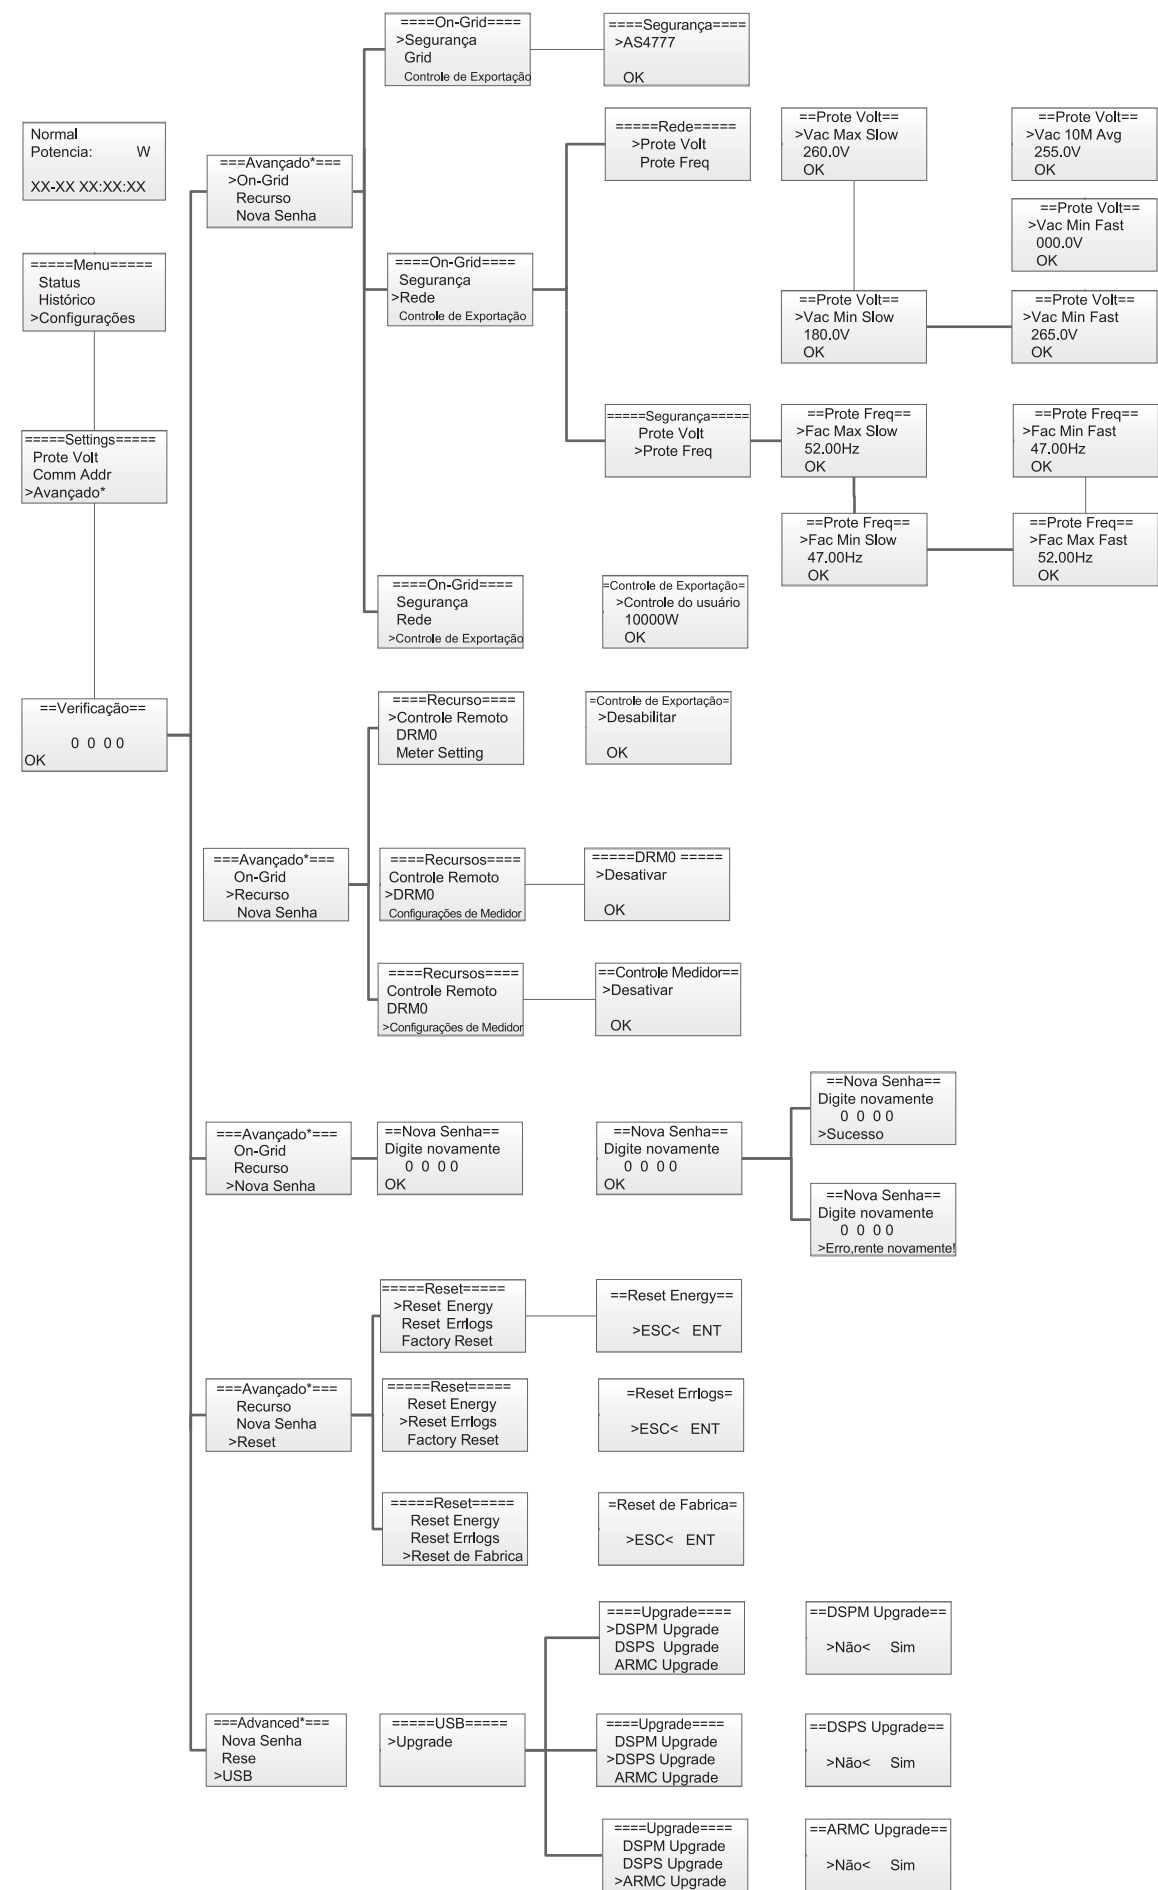 ====On-Grid====
>Segurança
Grid
Controle de Exportação
====Segurança====
>AS4777
OK
Normal
Potencia: W
XX-XX XX:XX:XX
===Avançado*===
>On-Grid
Recurso
Nova Senha
=====Rede=====
>Prote Volt
Prote Freq
==Prote Volt==
>Vac Max Slow
260.0V
OK
==Prote Volt==
>Vac 10M Avg
255.0V
OK
==Prote Volt==
>Vac Min Fast
000.0V
OK
=====Menu=====
Status
Histórico
>Configurações
====On-Grid====
Segurança
>Rede
Controle de Exportação
==Prote Volt==
>Vac Min Slow
180.0V
OK
==Prote Volt==
>Vac Min Fast
265.0V
OK
=====Settings=====
Prote Volt
Comm Addr
>Avançado*
=====Segurança=====
Prote Volt
>Prote Freq
==Prote Freq==
>Fac Max Slow
52.00Hz
OK
==Prote Freq==
>Fac Min Fast
47.00Hz
OK
==Prote Freq==
>Fac Min Slow
47.00Hz
OK
==Prote Freq==
>Fac Max Fast
52.00Hz
OK
====On-Grid====
Segurança
Rede
>Controle de Exportação
=Controle de Exportação=
>Controle do usuário
10000W
OK
==Verificação==
0 0 0 0
OK
====Recurso====
>Controle Remoto
DRM0
Meter Setting
=Controle de Exportação=
>Desabilitar
OK
===Avançado*===
On-Grid
>Recurso
Nova Senha
====Recursos====
Controle Remoto
>DRM0
Configurações de Medidor
=====DRM0 =====
>Desativar
OK
====Recursos====
Controle Remoto
DRM0
>Configurações de Medidor
==Controle Medidor==
>Desativar
OK
===Avançado*===
On-Grid
Recurso
>Nova Senha
==Nova Senha==
Digite novamente
0 0 0 0
OK
==Nova Senha==
Digite novamente
0 0 0 0
OK
==Nova Senha==
Digite novamente
0 0 0 0
>Sucesso
==Nova Senha==
Digite novamente
0 0 0 0
>Erro,rente novamente!
=====Reset=====
>Reset Energy
Reset Errlogs
Factory Reset
==Reset Energy==
>ESC< ENT
===Avançado*===
Recurso
Nova Senha
>Reset
=====Reset=====
Reset Energy
>Reset Errlogs
Factory Reset
=Reset Errlogs=
>ESC< ENT
=====Reset=====
Reset Energy
Reset Errlogs
>Reset de Fabrica
=Reset de Fabrica=
>ESC< ENT
====Upgrade====
>DSPM Upgrade
DSPS Upgrade
ARMC Upgrade
==DSPM Upgrade==
>Não< Sim
===Advanced*===
Nova Senha
Rese
>USB
=====USB=====
>Upgrade
====Upgrade====
DSPM Upgrade
>DSPS Upgrade
ARMC Upgrade
==DSPS Upgrade==
>Não< Sim
====Upgrade====
DSPM Upgrade
DSPS Upgrade
>ARMC Upgrade
==ARMC Upgrade==
>Não< Sim